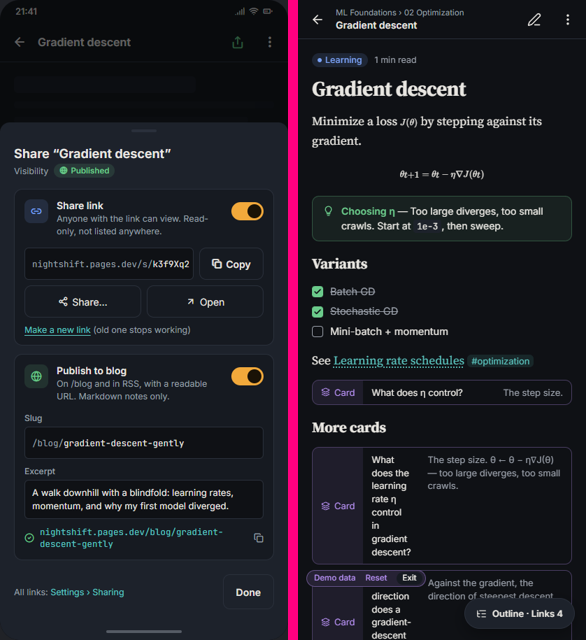 21:41
Gradient descent
Share “Gradient descent”
Visibility Published
Share link
Anyone with the link can view. Read-
only, not listed anywhere.
nightshift.pages.dev/s/k3f9Xq2
Copy
Share...
Open
Make a new link (old one stops working)
Publish to blog
On /blog and in RSS, with a readable
URL. Markdown notes only.
Slug
/blog/gradient-descent-gently
Excerpt
A walk downhill with a blindfold: learning rates,
momentum, and why my first model diverged.
nightshift.pages.dev/blog/gradient-
descent-gently
All links: Settings › Sharing
Done
ML Foundations › 02 Optimization
Gradient descent
Learning 1 min read
Gradient descent
Minimize a loss J(θ) by stepping against its
gradient.
θt+1 = θt − η∇J(θt)
Choosing η — Too large diverges, too small
crawls. Start at 1e-3, then sweep.
Variants
Batch GD
Stochastic GD
Mini-batch + momentum
See Learning rate schedules #optimization
Card What does η control? The step size.
More cards
Card
What
does the
learning
rate η
control
in
gradient
descent?
The step size. θ ← θ − η∇J(θ)
— too large diverges, too small
crawls.
Demo data Reset Exit
Card
direction
does a
gradient-
descent
Against the gradient, the
direction of steepest descent
Outline · Links 4